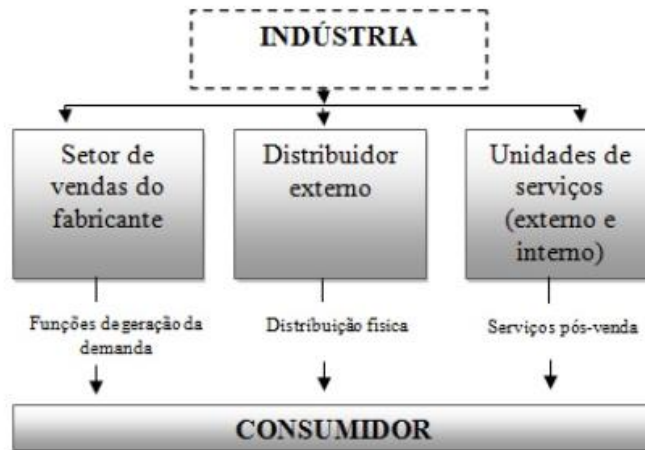 INDÚSTRIA
Setor de
vendas do
fabricante
Distribuidor
externo
Unidades de
serviços
(externo e
interno)
Funções de geração da
demanda
Distribuição fisica
Serviços pós-venda
CONSUMIDOR